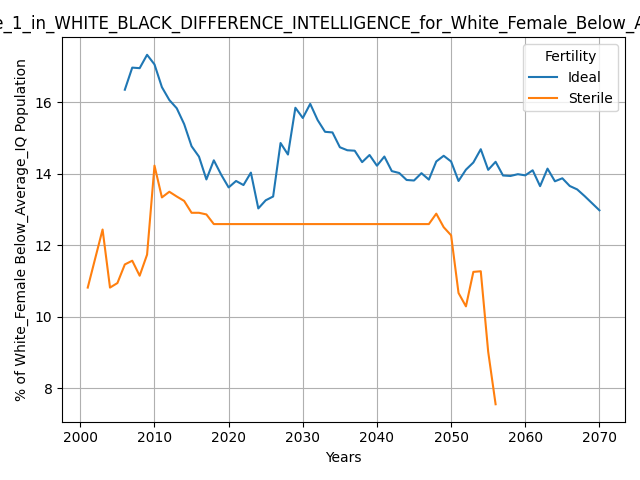 e_1_in_WHITE_BLACK_DIFFERENCE_INTELLIGENCE_for_White_Female_Below_A
Fertility
Ideal
Sterile
% of White_Female Below_Average_IQ Population
16
14
12
10
8
2000 2010 2020 2030 2040 2050 2060 2070
Years